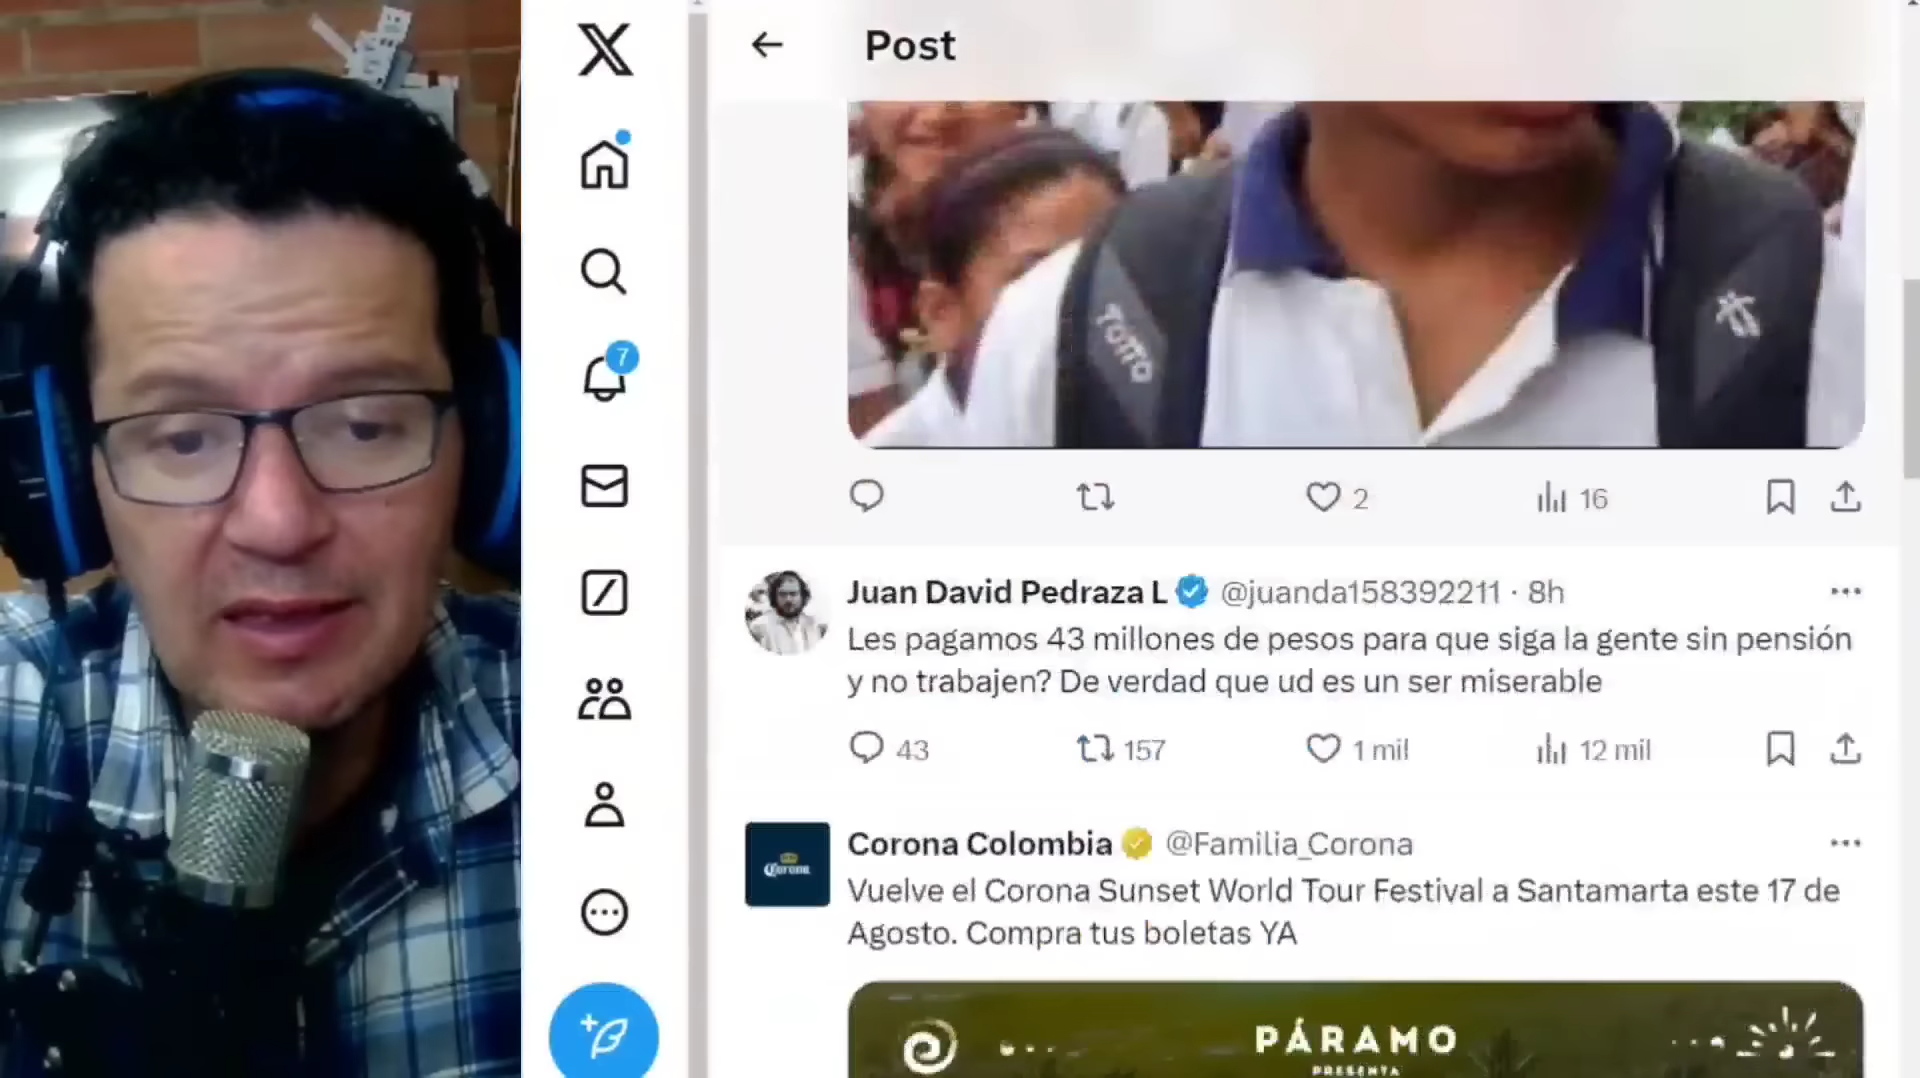 Post
TOTTO
7
2
16
Juan David Pedraza L @juanda158392211 · 8h
Les pagamos 43 millones de pesos para que siga la gente sin pensión
y no trabajen? De verdad que ud es un ser miserable
43
157
1 mil
12 mil
Corona Colombia @Familia_Corona
Corona
Vuelve el Corona Sunset World Tour Festival a Santamarta este 17 de
Agosto. Compra tus boletas YA
PÁRAMO
PRESENTA